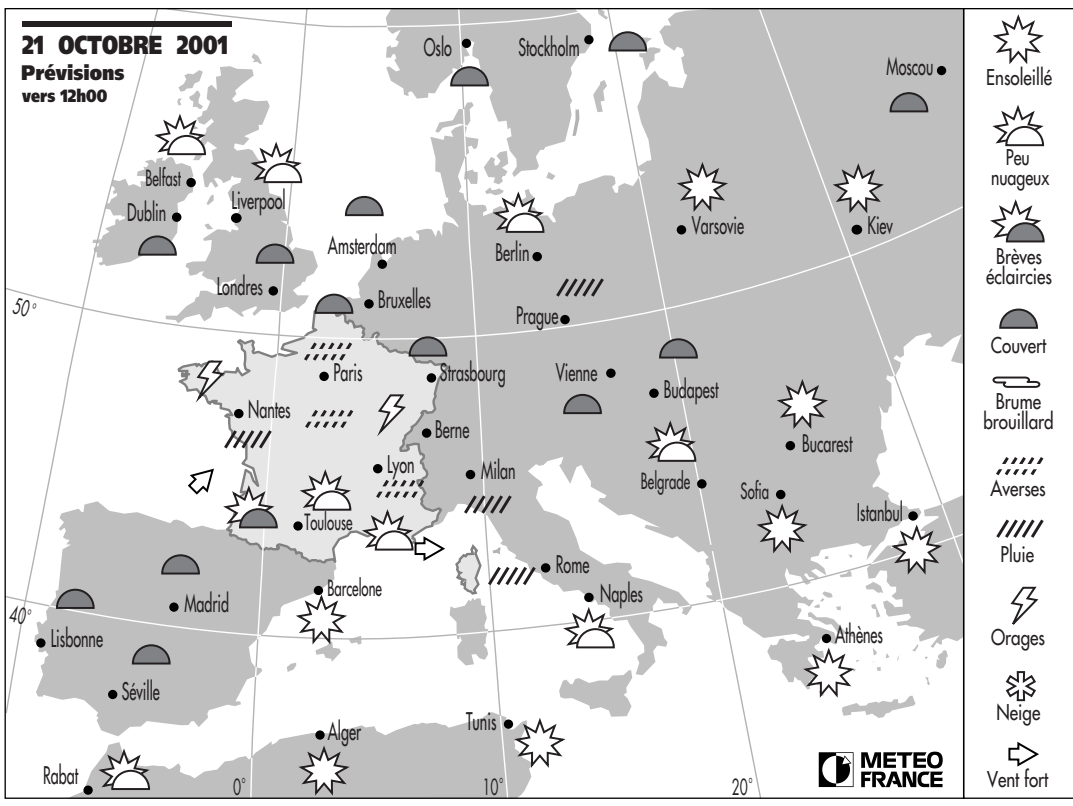 21 OCTOBRE 2001
Prévisions
vers 12h00
Oslo
Stockholm
Moscou
Belfast
Dublin
Liverpool
Amsterdam
Londres
Bruxelles
Berlin
Varsovie
Kiev
Prague
50°
Paris
Strasbourg
Vienne
Budapest
Nantes
Berne
Bucarest
Lyon
Milan
Belgrade
Sofia
Istanbul
Toulouse
Rome
Barcelone
Naples
Madrid
40°
Lisbonne
Athènes
Séville
Tunis
Alger
Rabat
0°
10°
20°
METEO
FRANCE
Ensoleillé
Peu
nuageux
Brèves
éclaircies
Couvert
Brume
brouillard
Averses
Pluie
Orages
Neige
Vent fort